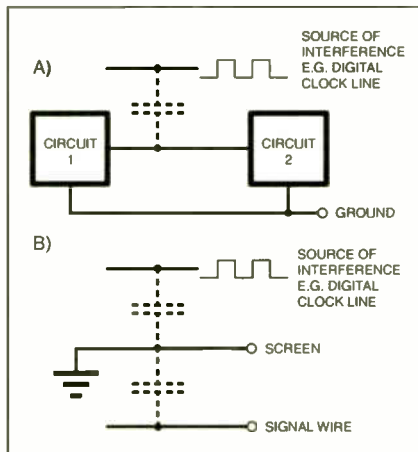 A)
SOURCE OF
INTERFERENCE
E.G. DIGITAL
CLOCK LINE
CIRCUIT
1
CIRCUIT
2
GROUND
B)
SOURCE OF
INTERFERENCE
E.G. DIGITAL
CLOCK LINE
SCREEN
SIGNAL WIRE